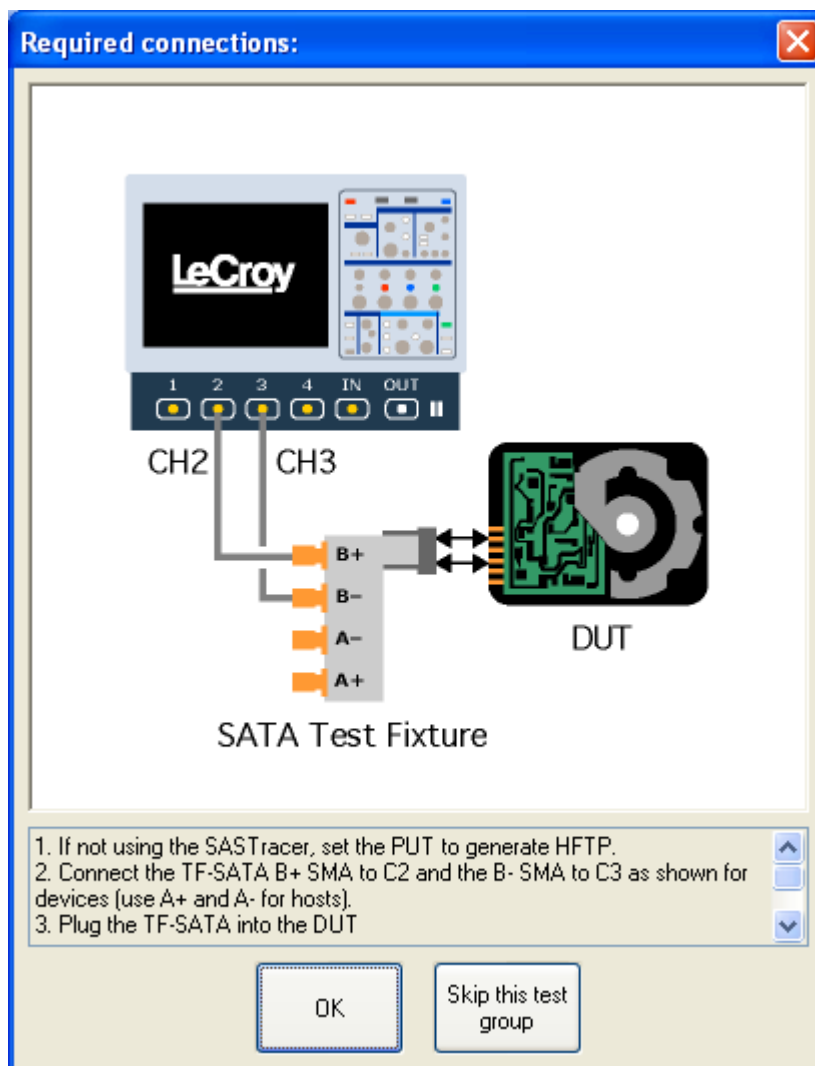 Required connections:
LeCroy
1 2 3 4 IN OUT
CH2 CH3
B+
B-
A-
A+
DUT
SATA Test Fixture
1. If not using the SASTracer, set the PUT to generate HFTP.
2. Connect the TF-SATA B+ SMA to C2 and the B- SMA to C3 as shown for
devices (use A+ and A- for hosts).
3. Plug the TF-SATA into the DUT
OK
Skip this test
group